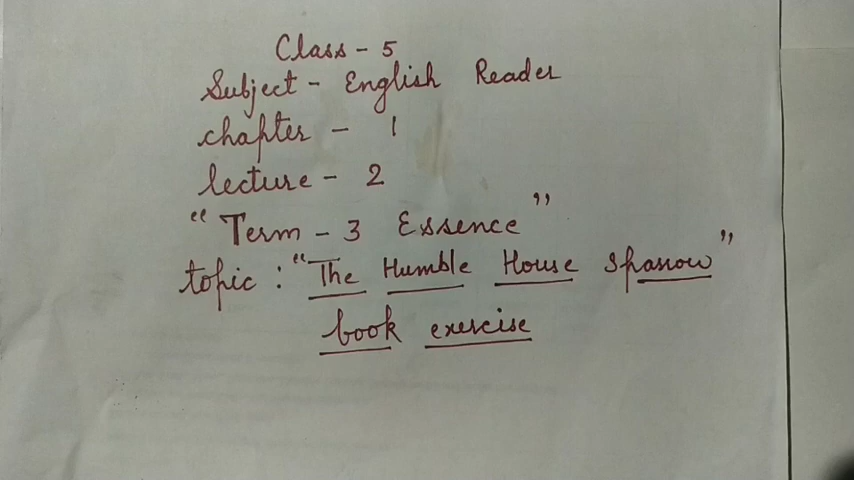 Class - 5
Subject - English Reader
chapter - 1
lecture - 2
"Term - 3 Essence"
topic : "The Humble House Sparrow"
book exercise